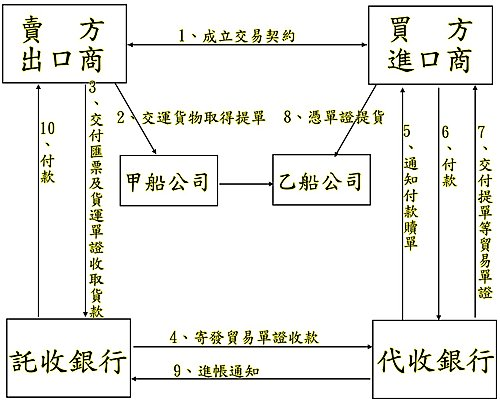 賣 方
出口商
1、成立交易契約
買 方
進口商
2、交運貨物取得提單
8、憑單證提貨
甲船公司
乙船公司
10、付款
3、交付匯票及貨運單證收取貨款
5、通知付款贖單
6、付款
7、交付提單等貿易單證
託收銀行
4、寄發貿易單證收款
9、進帳通知
代收銀行